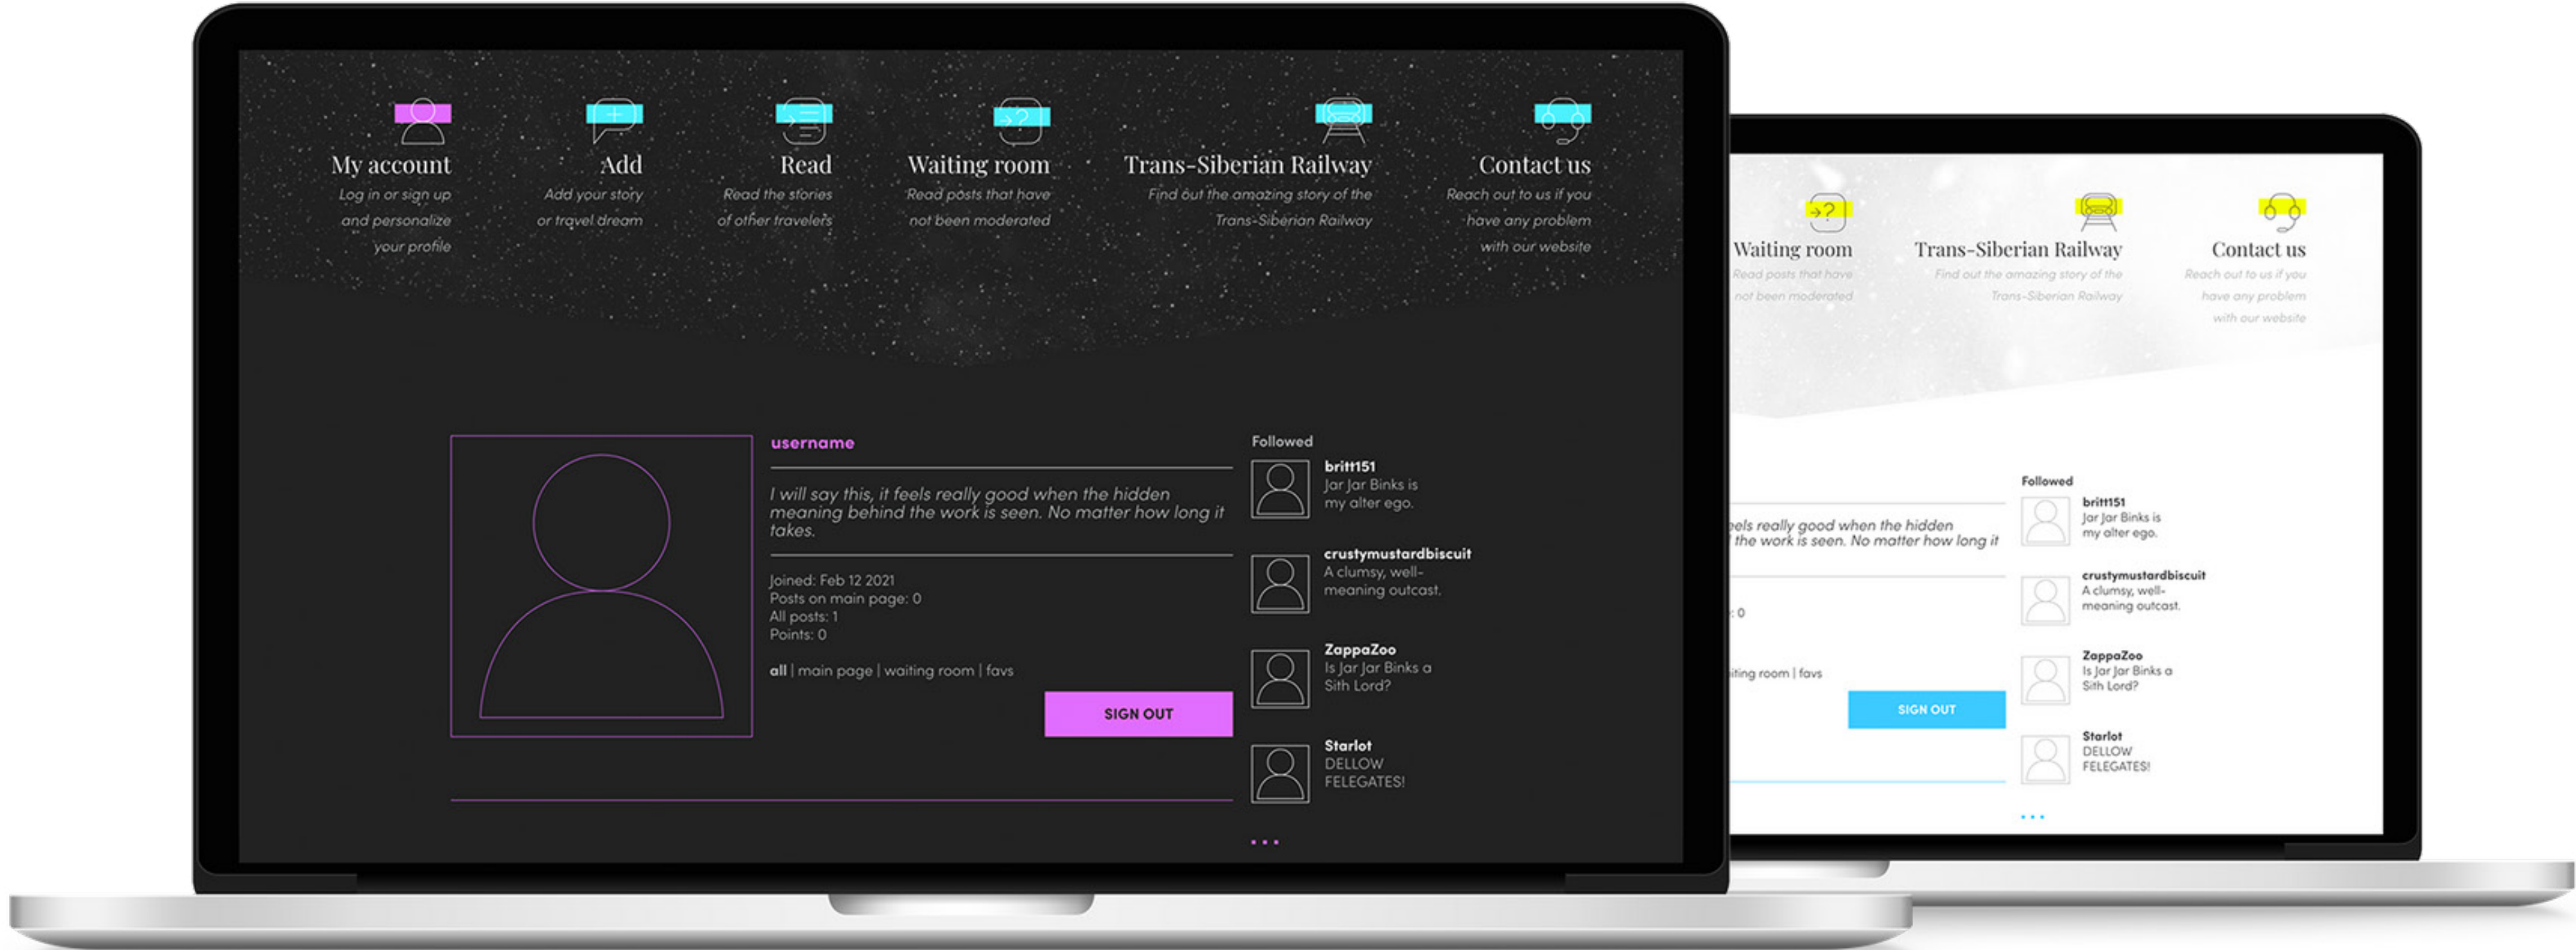 My account
Log in or sign up
and personalize
your profile
Add
Add your story
or travel dream
Read
Read the stories
of other travelers
Waiting room
Read posts that have
not been moderated
Trans-Siberian Railway
Find out the amazing story of the
Trans-Siberian Railway
Contact us
Reach out to us if you
have any problem
with our website
username
I will say this, it feels really good when the hidden
meaning behind the work is seen. No matter how long it
takes.
Joined: Feb 12 2021
Posts on main page: 0
All posts: 1
Points: 0
all | main page | waiting room | favs
SIGN OUT
Followed
britt151
Jar Jar Binks is
my alter ego.
crustymustardbiscuit
A clumsy, well-
meaning outcast.
ZappaZoo
Is Jar Jar Binks a
Sith Lord?
Starlot
DELLOW
FELEGATES!
...
Waiting room
Read posts that have
not been moderated
Trans-Siberian Railway
Find out the amazing story of the
Trans-Siberian Railway
Contact us
Reach out to us if you
have any problem
with our website
eels really good when the hidden
the work is seen. No matter how long it
: 0
iting room | favs
SIGN OUT
Followed
britt151
Jar Jar Binks is
my alter ego.
crustymustardbiscuit
A clumsy, well-
meaning outcast.
ZappaZoo
Is Jar Jar Binks a
Sith Lord?
Starlot
DELLOW
FELEGATES!
...